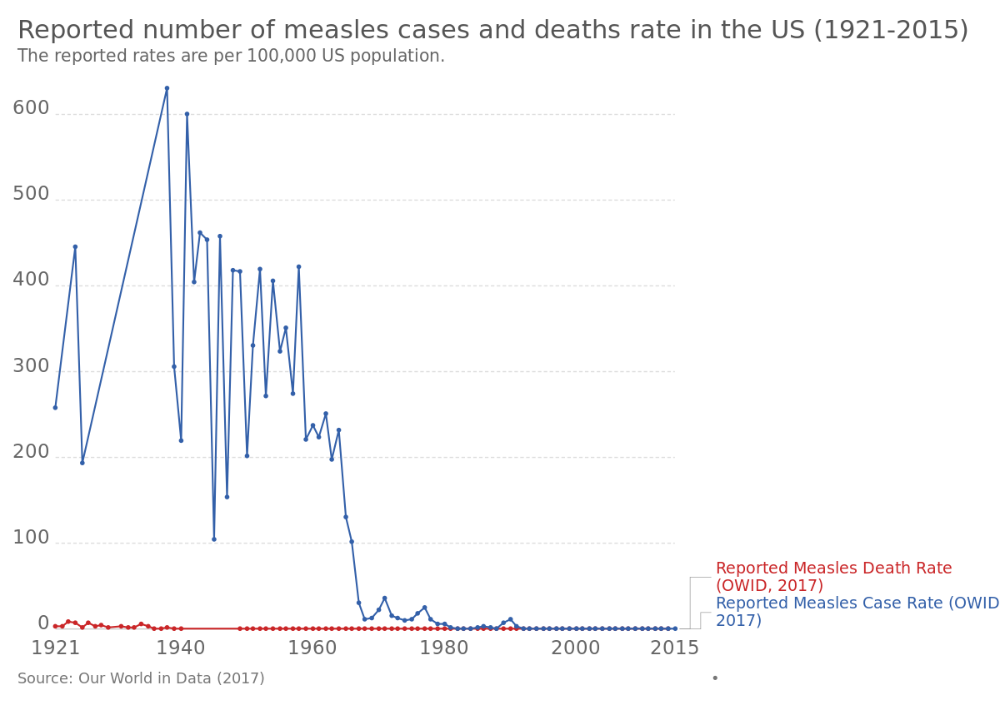 Reported number of measles cases and deaths rate in the US (1921-2015)
The reported rates are per 100,000 US population.
600
500
400
300
200
100
0
1921
1940
1960
1980
2000
2015
Reported Measles Death Rate
(OWID, 2017)
Reported Measles Case Rate (OWID
2017)
Source: Our World in Data (2017)
•